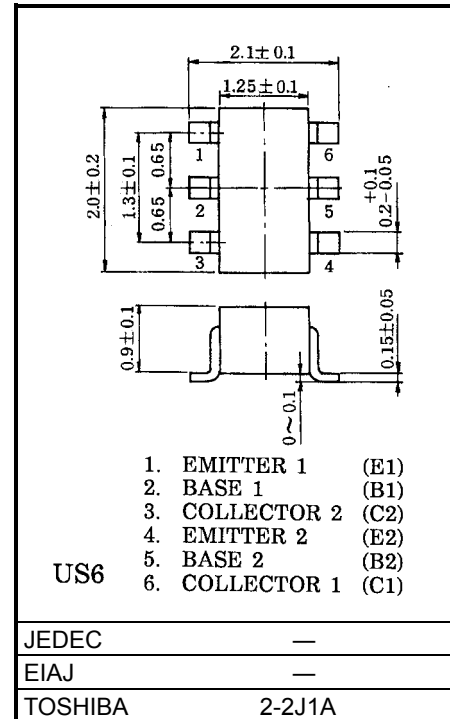 2.1±0.1
1.25±0.1
1
6
2
5
3
4
2.0±0.2
1.3±0.1
0.65
0.65
+0.1
0.2-0.05
0.9±0.1
0.15±0.05
0~0.1
1. EMITTER 1 (E1)
2. BASE 1 (B1)
3. COLLECTOR 2 (C2)
4. EMITTER 2 (E2)
5. BASE 2 (B2)
US6 6. COLLECTOR 1 (C1)
JEDEC —
EIAJ —
TOSHIBA 2-2J1A